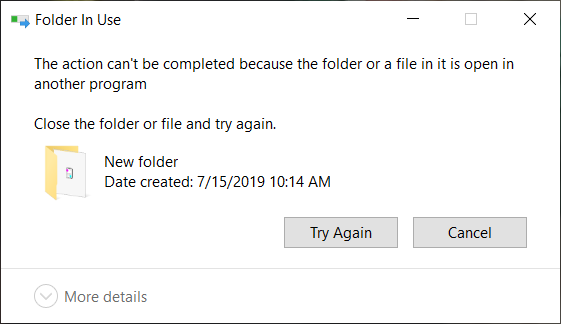 Folder In Use
The action can't be completed because the folder or a file in it is open in
another program
Close the folder or file and try again.
New folder
Date created: 7/15/2019 10:14 AM
Try Again
Cancel
More details